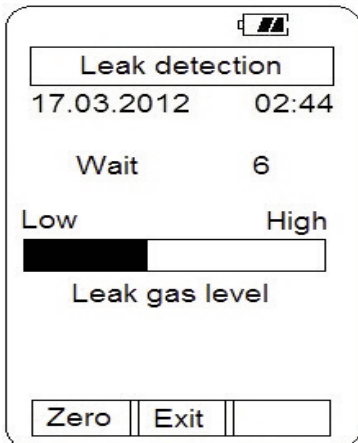 Leak detection
17.03.2012 02:44
Wait 6
Low High
Leak gas level
Zero Exit